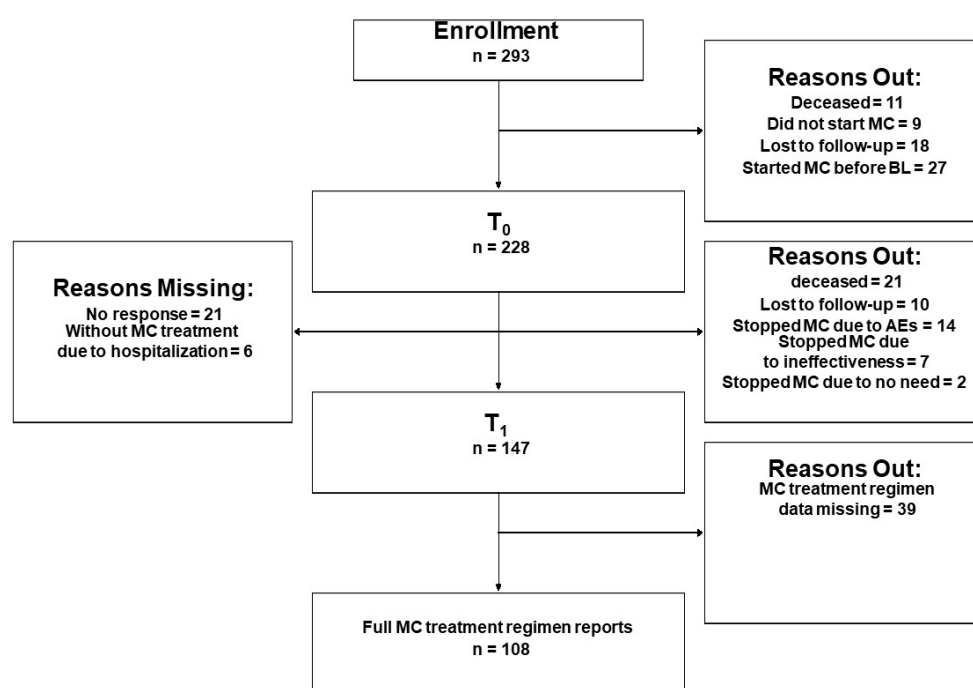 Enrollment
n = 293
Reasons Out:
Deceased = 11
Did not start MC = 9
Lost to follow-up = 18
Started MC before BL = 27
T₀
n = 228
Reasons Missing:
No response = 21
Without MC treatment
due to hospitalization = 6
Reasons Out:
deceased = 21
Lost to follow-up = 10
Stopped MC due to AEs = 14
Stopped MC due
to ineffectiveness = 7
Stopped MC due to no need = 2
T₁
n = 147
Reasons Out:
MC treatment regimen
data missing = 39
Full MC treatment regimen reports
n = 108